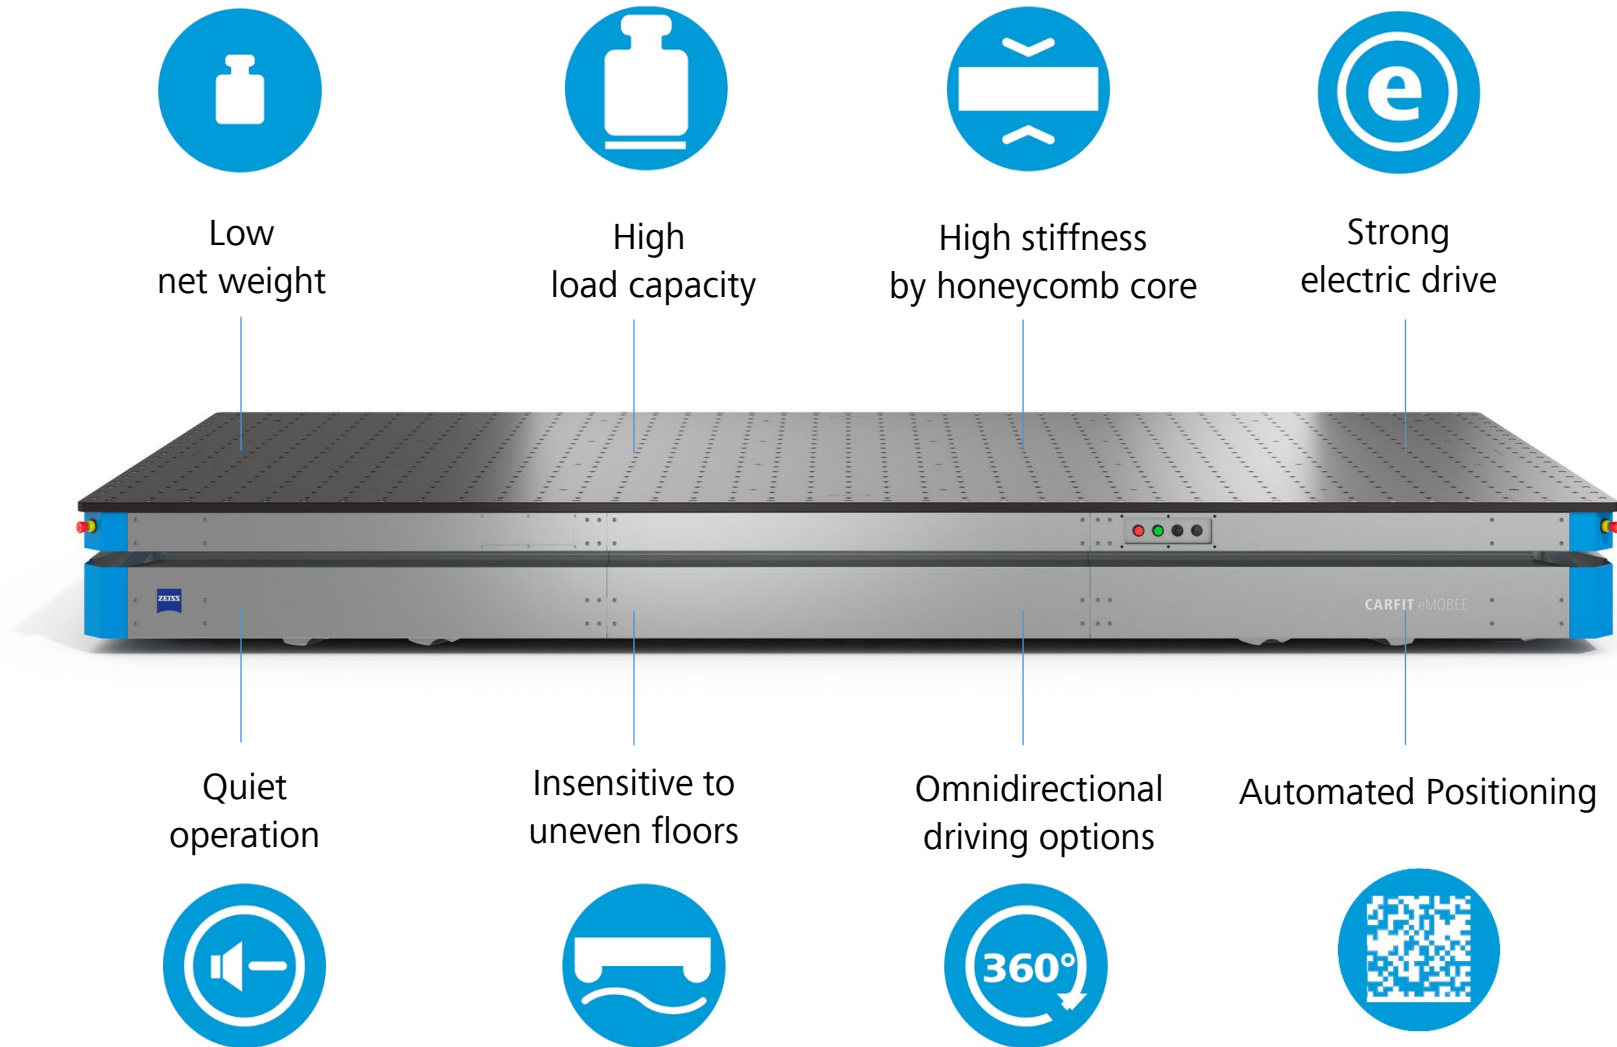 e
Low
net weight
High
load capacity
High stiffness
by honeycomb core
Strong
electric drive
ZEISS
CARFIT eMOBEE
Quiet
operation
Insensitive to
uneven floors
Omnidirectional
driving options
Automated Positioning
360°